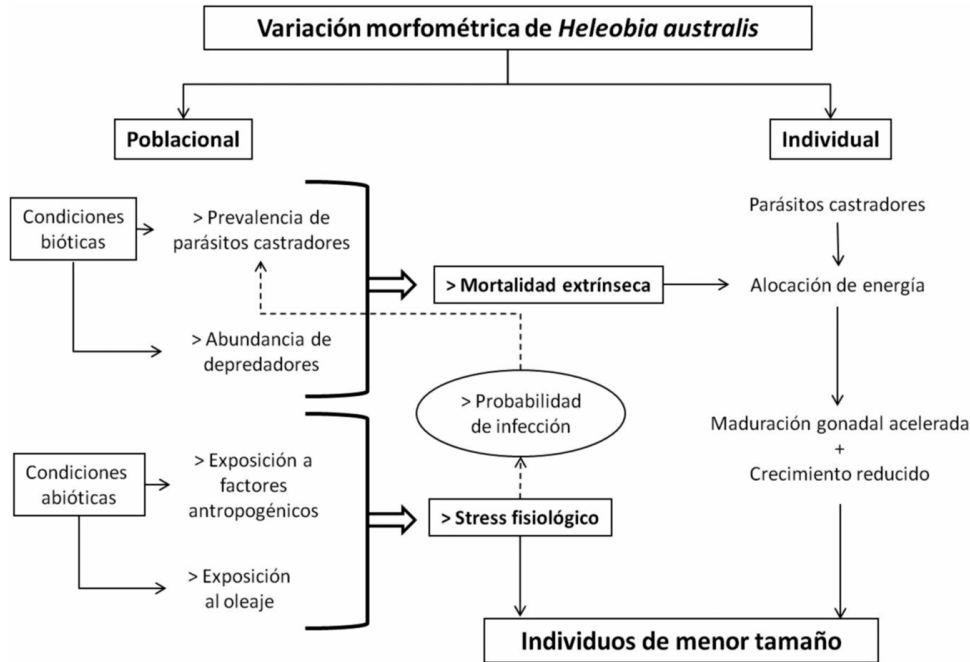 Variación morfométrica de Heleobia australis
Poblacional
Individual
Condiciones
bióticas
> Prevalencia de
parásitos castradores
> Abundancia de
depredadores
> Mortalidad extrínseca
Parásitos castradores
Alocación de energía
> Probabilidad
de infección
Maduración gonadal acelerada
+
Crecimiento reducido
Condiciones
abióticas
> Exposición a
factores
antropogénicos
> Exposición
al oleaje
> Stress fisiológico
Individuos de menor tamaño